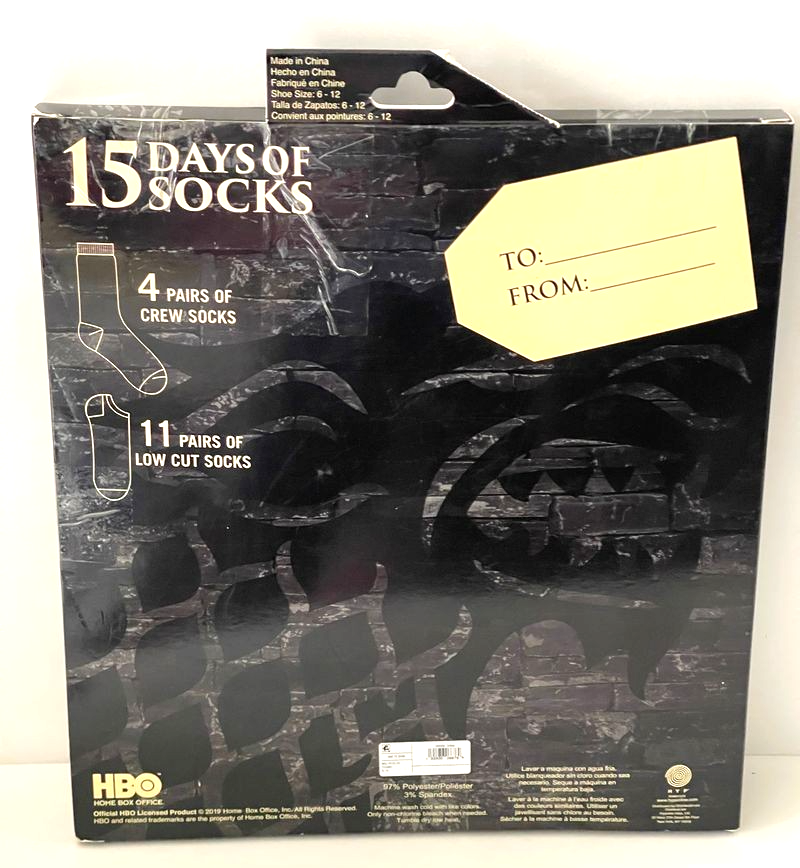 Made in China
Hecho en China
Fabriqué en Chine
Shoe Size: 6 - 12
Talla de Zapatos: 6 - 12
Convient aux pointures: 6 - 12
15 DAYS OF
SOCKS
TO:
FROM:
4 PAIRS OF
CREW SOCKS
11 PAIRS OF
LOW CUT SOCKS
HBO
HOME BOX OFFICE
Official HBO Licensed Product © 2019 Home Box Office, Inc. All Rights Reserved.
HBO and related trademarks are the property of Home Box Office, Inc.
97% Polyester/Poliéster
3% Spandex
Machine wash cold with like colors.
Only non-chlorine bleach when needed.
Tumble dry low heat.
Lavar a maquina con agua fria.
Utilice blanqueador sin cloro cuando sea
necesario. Seque a máquina en
temperatura baja.
Laver à la machine à l'eau froide avec
des couleurs similaires. Utiliser un
javellisant sans chlore au besoin.
Sécher à la machine à basse température.
HYP